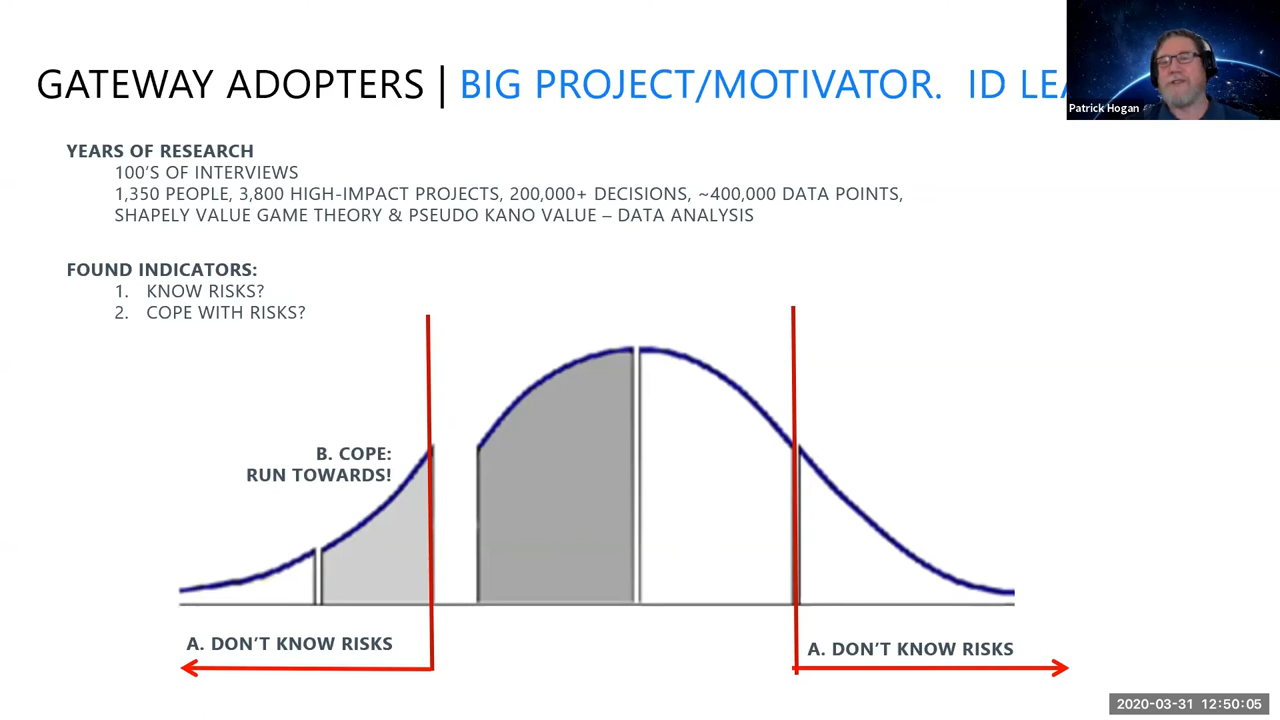 GATEWAY ADOPTERS | BIG PROJECT/MOTIVATOR. ID
Patrick Hogan
YEARS OF RESEARCH
100'S OF INTERVIEWS
1,350 PEOPLE, 3,800 HIGH-IMPACT PROJECTS, 200,000+ DECISIONS, ~400,000 DATA POINTS,
SHAPELY VALUE GAME THEORY & PSEUDO KANO VALUE – DATA ANALYSIS
FOUND INDICATORS:
1. KNOW RISKS?
2. COPE WITH RISKS?
B. COPE:
RUN TOWARDS!
A. DON'T KNOW RISKS
A. DON'T KNOW RISKS
2020-03-31 12:50:05